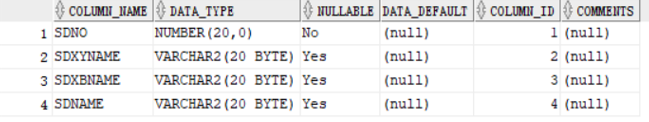 COLUMN_NAME DATA_TYPE NULLABLE DATA_DEFAULT COLUMN_ID COMMENTS
1 SDNO NUMBER(20,0) No (null) 1 (null)
2 SDXYNAME VARCHAR2(20 BYTE) Yes (null) 2 (null)
3 SDXBNAME VARCHAR2(20 BYTE) Yes (null) 3 (null)
4 SDNAME VARCHAR2(20 BYTE) Yes (null) 4 (null)